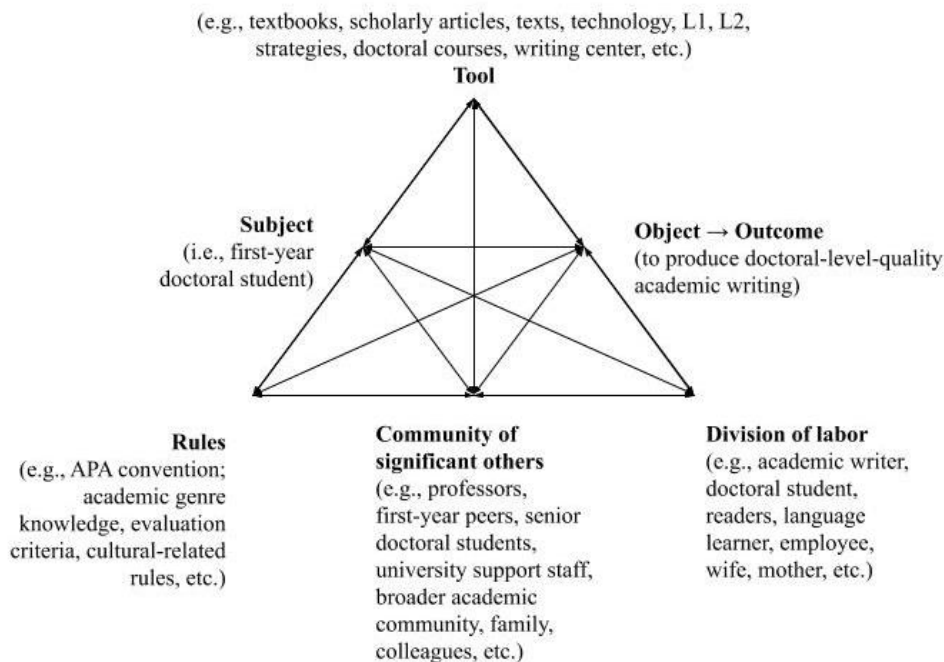 (e.g., textbooks, scholarly articles, texts, technology, L1, L2,
strategies, doctoral courses, writing center, etc.)
Tool
Subject
(i.e., first-year
doctoral student)
Object → Outcome
(to produce doctoral-level-quality
academic writing)
Rules
(e.g., APA convention;
academic genre
knowledge, evaluation
criteria, cultural-related
rules, etc.)
Community of
significant others
(e.g., professors,
first-year peers, senior
doctoral students,
university support staff,
broader academic
community, family,
colleagues, etc.)
Division of labor
(e.g., academic writer,
doctoral student,
readers, language
learner, employee,
wife, mother, etc.)